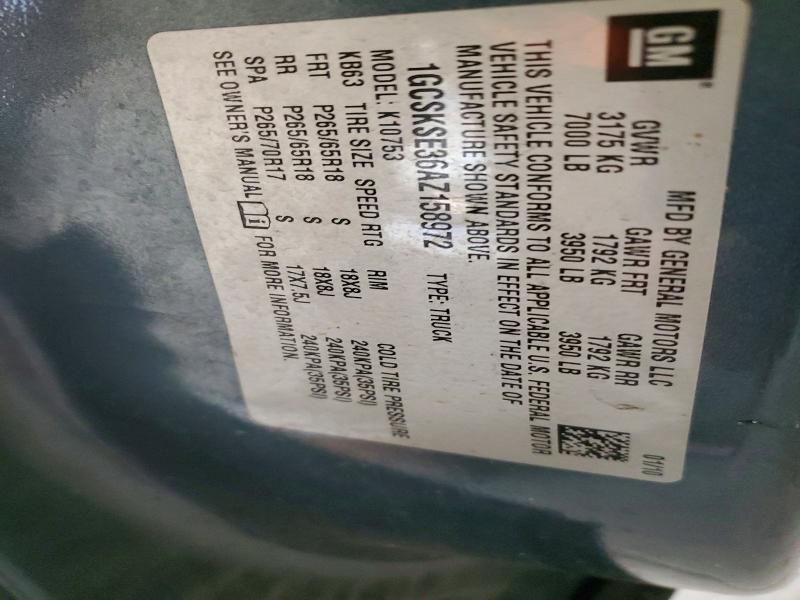 GM
MFD BY GENERAL MOTORS LLC 01/10
GVWR GAWR FRT GAWR RR
3175 KG 1792 KG 1792 KG
7000 LB 3950 LB 3950 LB
THIS VEHICLE CONFORMS TO ALL APPLICABLE U.S. FEDERAL MOTOR
VEHICLE SAFETY STANDARDS IN EFFECT ON THE DATE OF
MANUFACTURE SHOWN ABOVE.
1GCSKSE36AZ158972 TYPE: TRUCK
MODEL: K10753
KB63 TIRE SIZE SPEED RTG RIM COLD TIRE PRESSURE
FRT P265/65R18 S 18X8J 240KPA(35PSI)
RR P265/65R18 S 18X8J 240KPA(35PSI)
SPA P265/70R17 S 17X7.5J 240KPA(35PSI)
SEE OWNER'S MANUAL FOR MORE INFORMATION.